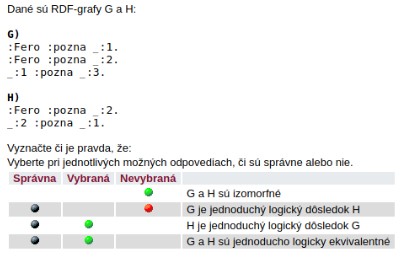 Dané sú RDF-grafy G a H:
G)
:Fero :pozna _:1.
:Fero :pozna _:2.
_:1 :pozna _:3.
H)
:Fero :pozna _:2.
_:2 :pozna _:1.
Vyznačte či je pravda, že:
Vyberte pri jednotlivých možných odpovediach, či sú správne alebo nie.
Správna Vybraná Nevybraná
G a H sú izomorfné
G je jednoduchý logický dôsledok H
H je jednoduchý logický dôsledok G
G a H sú jednoducho logicky ekvivalentné